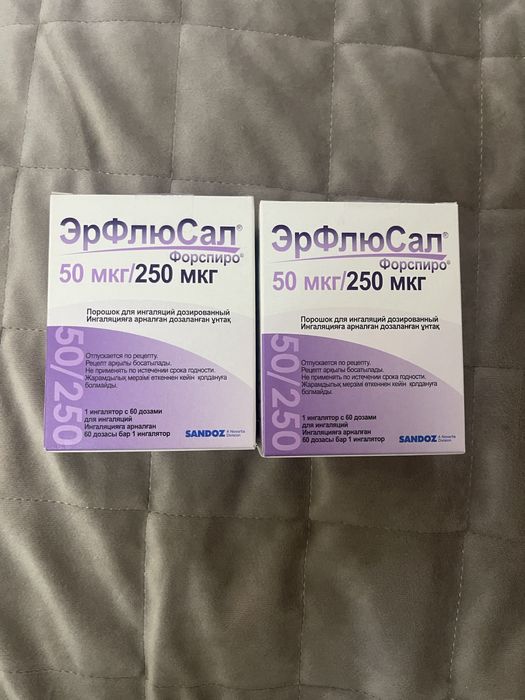 ЭрФлюСал®
Форспиро®
50 мкг/250 мкг
Порошок для ингаляций дозированный
Ингаляцияға арналған дозаланған ұнтақ
50/250
Отпускается по рецепту.
Рецепт арқылы босатылады.
Не применять по истечении срока годности.
Жарамдылық мерзімі өткеннен кейін қолдануға
болмайды.
1 ингалятор с 60 дозами
для ингаляций
Ингаляцияға арналған
60 дозасы бар 1 ингалятор
SANDOZ A Novartis
Division
ЭрФлюСал®
Форспиро®
50 мкг/250 мкг
Порошок для ингаляций дозированный
Ингаляцияға арналған дозаланған ұнтақ
50/250
Отпускается по рецепту.
Рецепт арқылы босатылады.
Не применять по истечении срока годности.
Жарамдылық мерзімі өткеннен кейін қолдануға
болмайды.
1 ингалятор с 60 дозами
для ингаляций
Ингаляцияға арналған
60 дозасы бар 1 ингалятор
SANDOZ A Novartis
Division